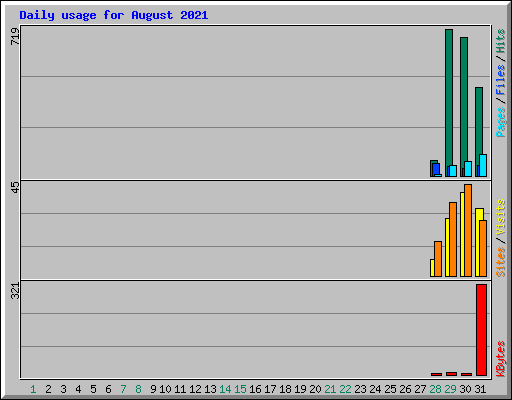 Daily usage for August 2021
719
Pages/Files/Hits
45
Sites/Visits
321
KBytes
1 2 3 4 5 6 7 8 9 10 11 12 13 14 15 16 17 18 19 20 21 22 23 24 25 26 27 28 29 30 31